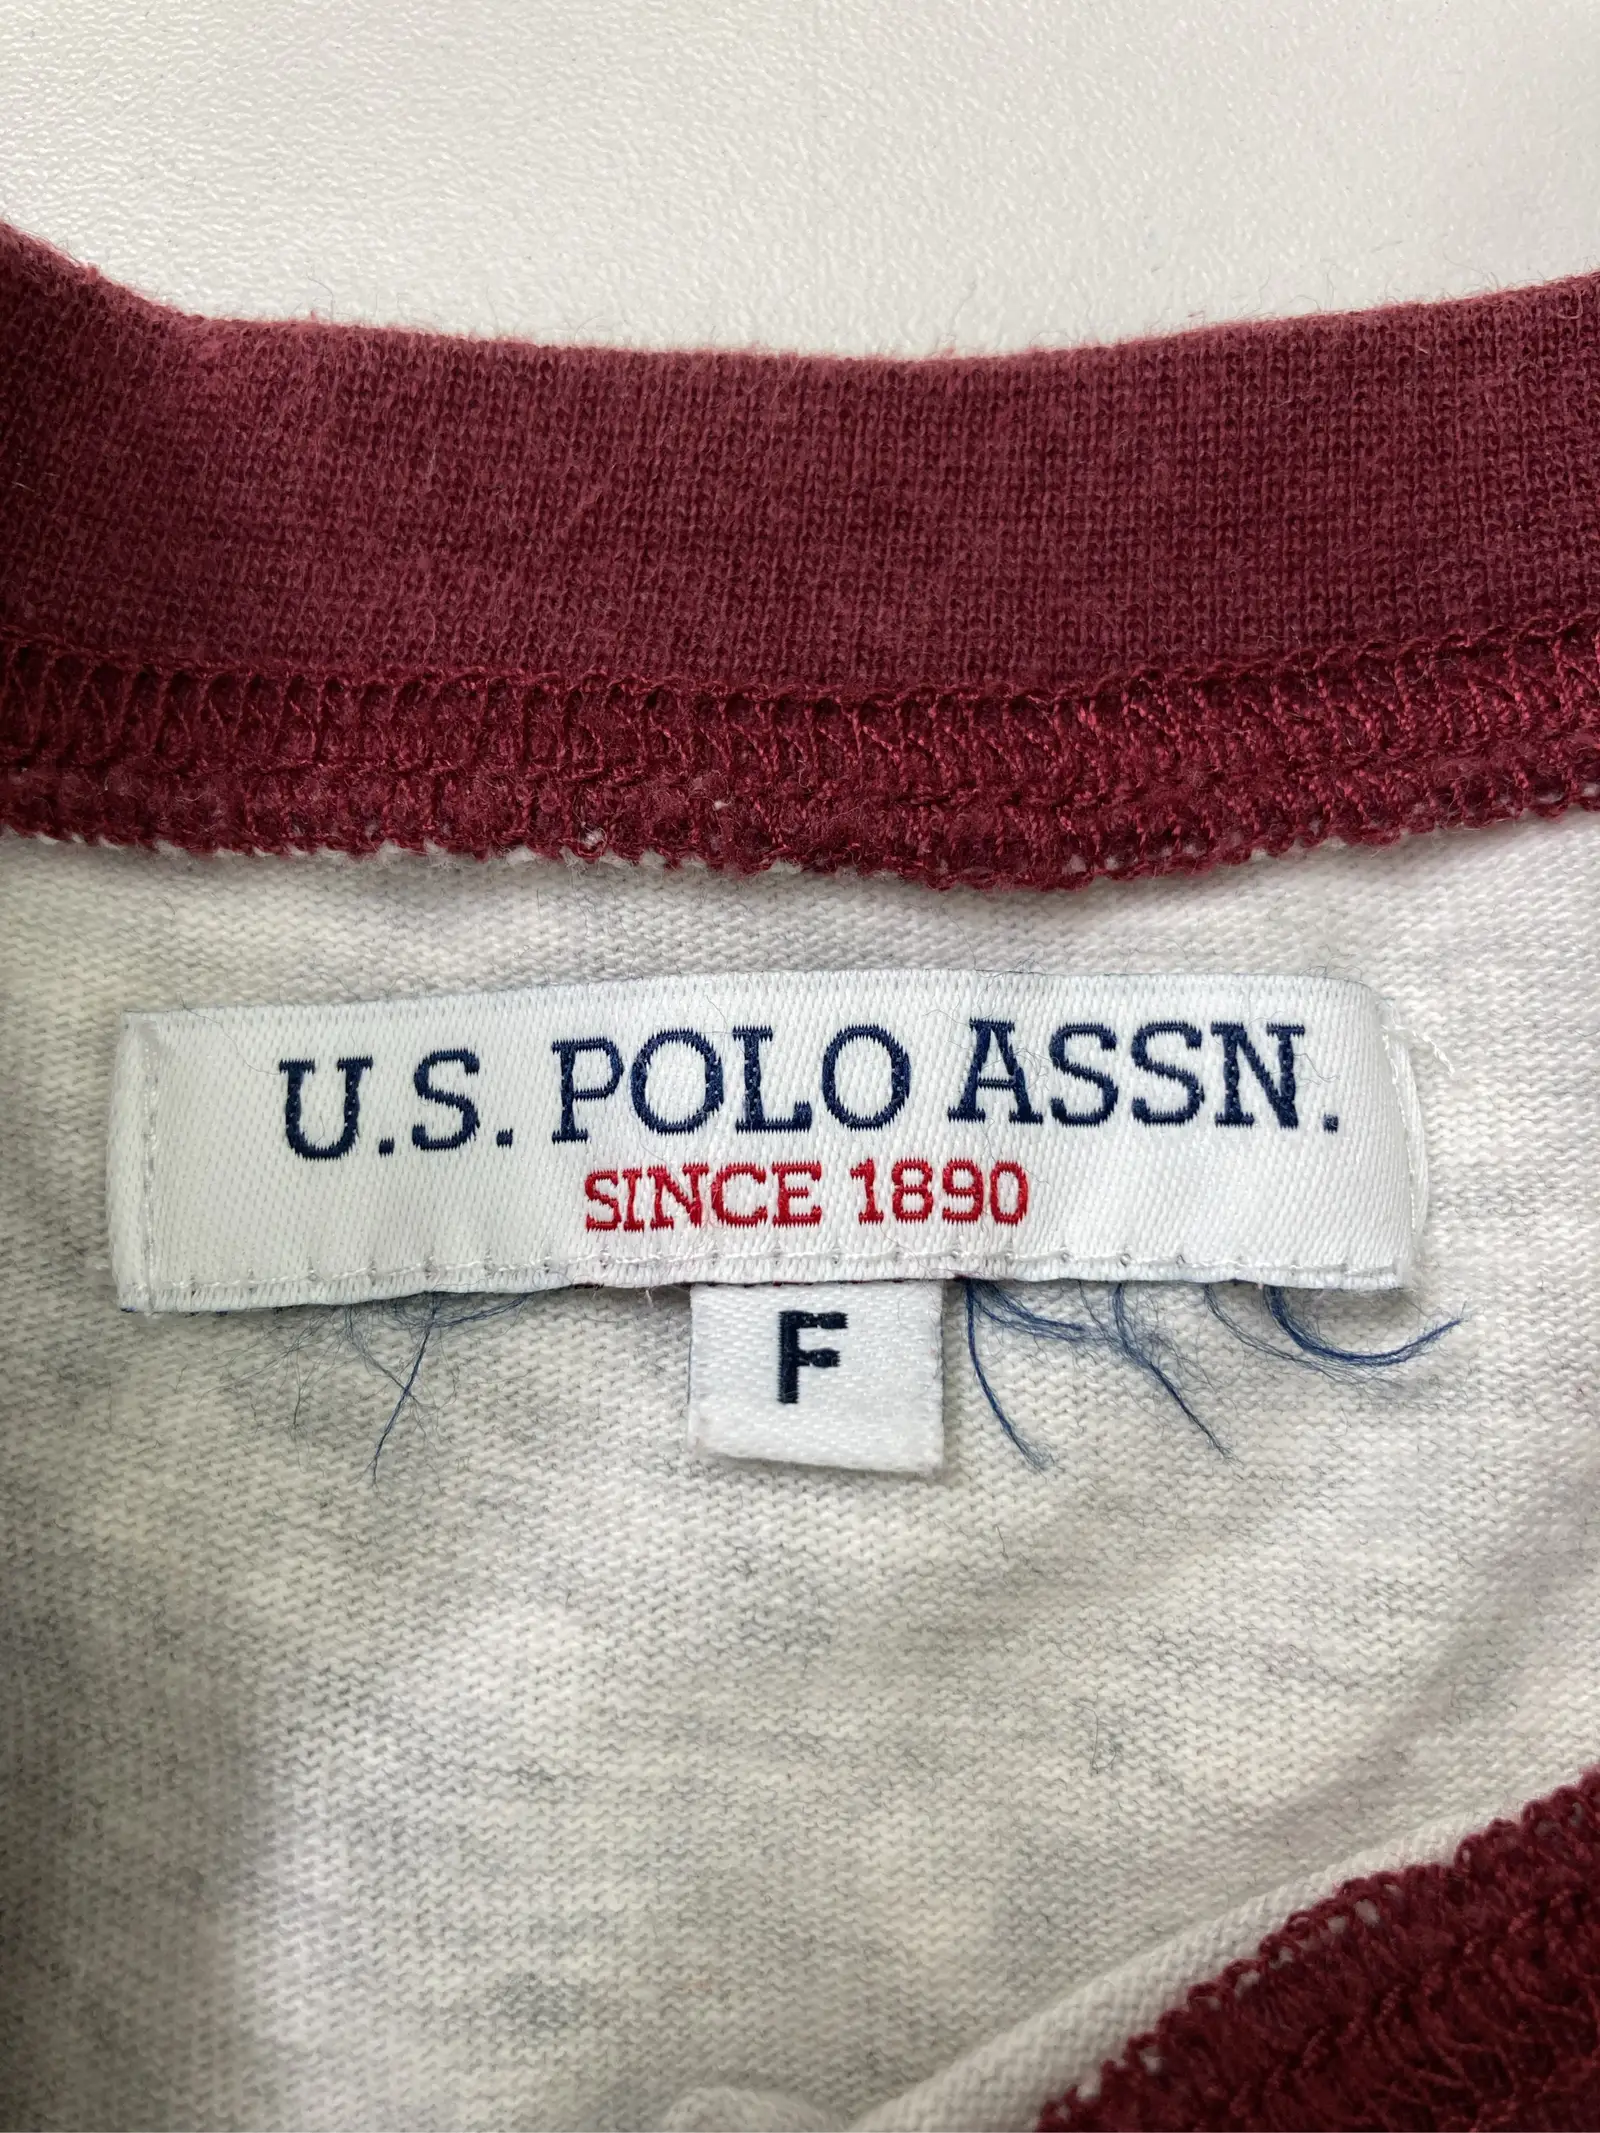 U.S. POLO ASSN.
SINCE 1890
F